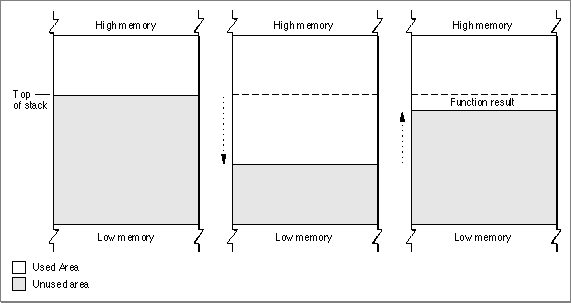 High memory
High memory
High memory
Top
of stack
Function result
Low memory
Low memory
Low memory
Used Area
Unused area